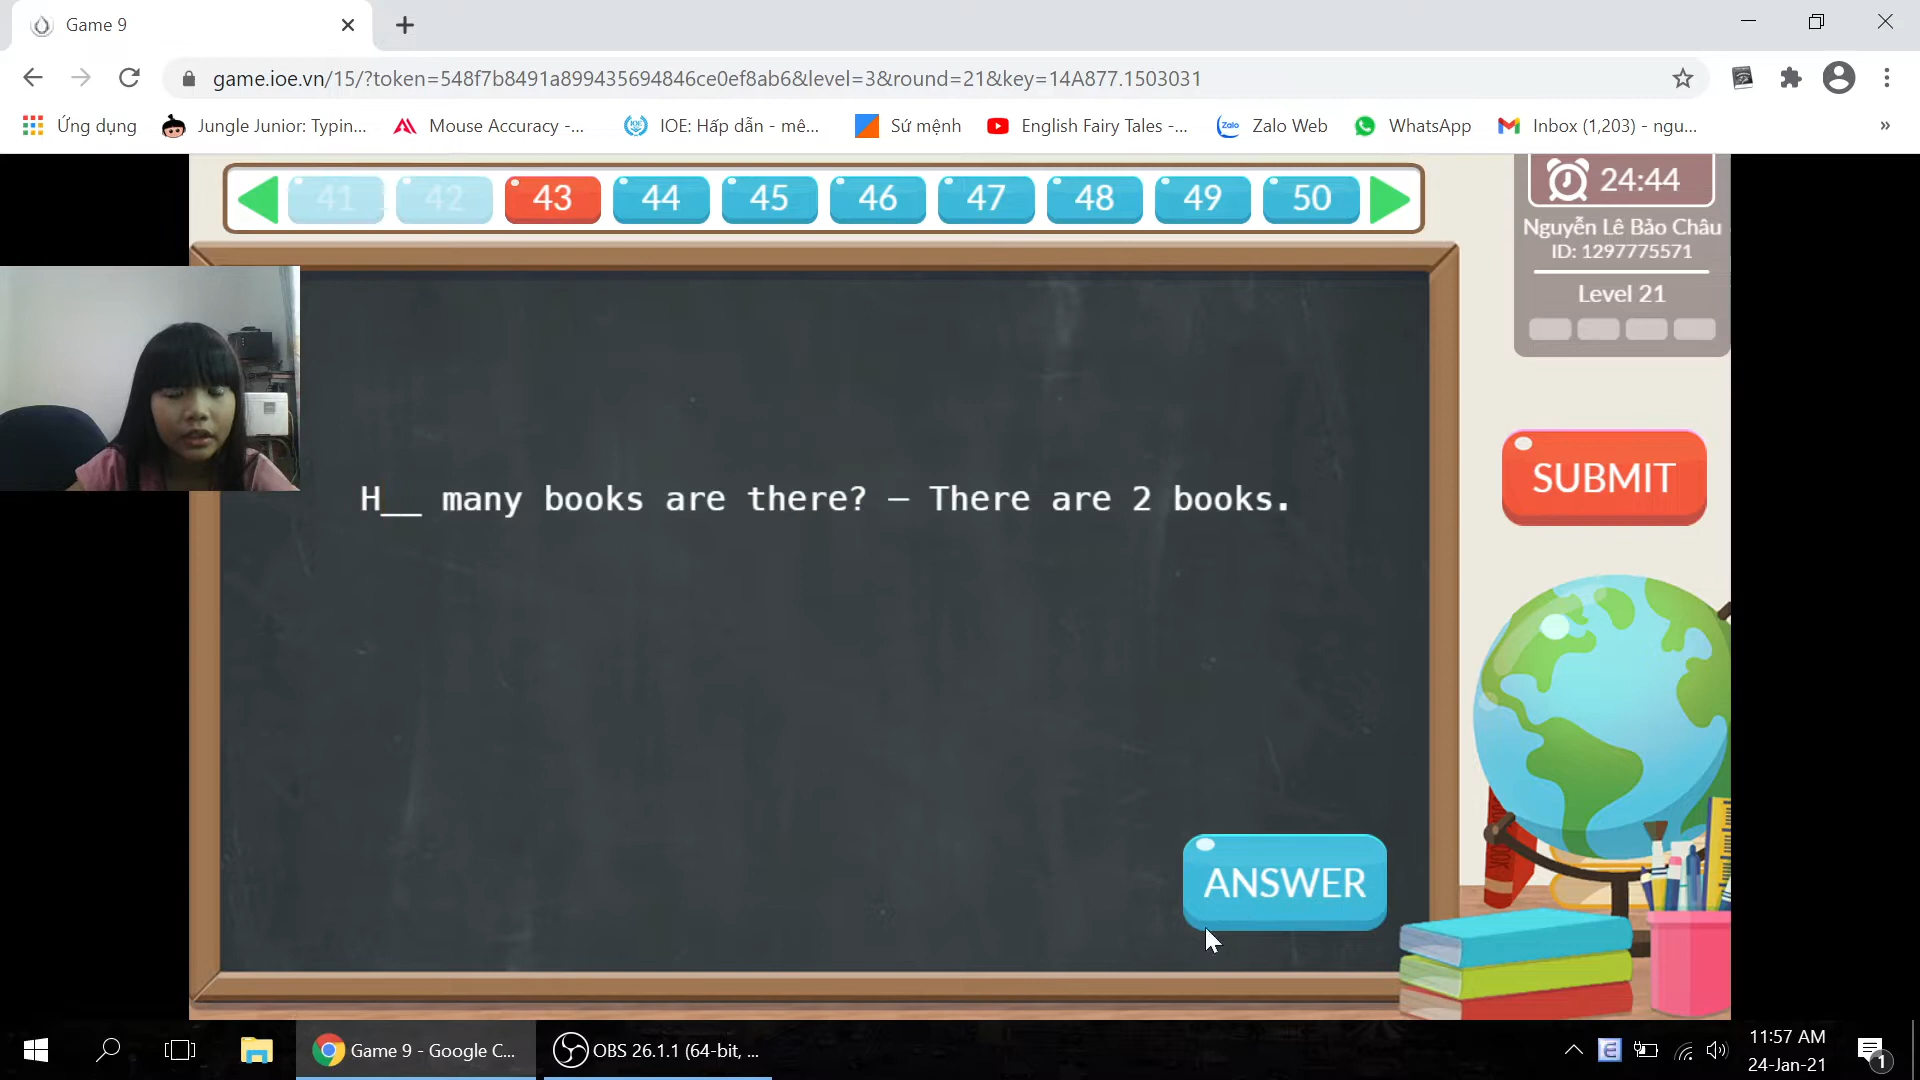 Game 9
game.ioe.vn/15/?token=548f7b8491a899435694846ce0ef8ab6&level=3&round=21&key=14A877.1503031
Ứng dụng
Jungle Junior: Typin...
Mouse Accuracy -...
IOE: Hấp dẫn - mê...
Sứ mệnh
English Fairy Tales -...
Zalo Web
WhatsApp
Inbox (1,203) - ngu...
»
41 42 43 44 45 46 47 48 49 50
24:44
Nguyễn Lê Bảo Châu
ID: 1297775571
Level 21
H__ many books are there? – There are 2 books.
SUBMIT
ANSWER
Game 9 - Google C...
OBS 26.1.1 (64-bit, ...
11:57 AM
24-Jan-21
1